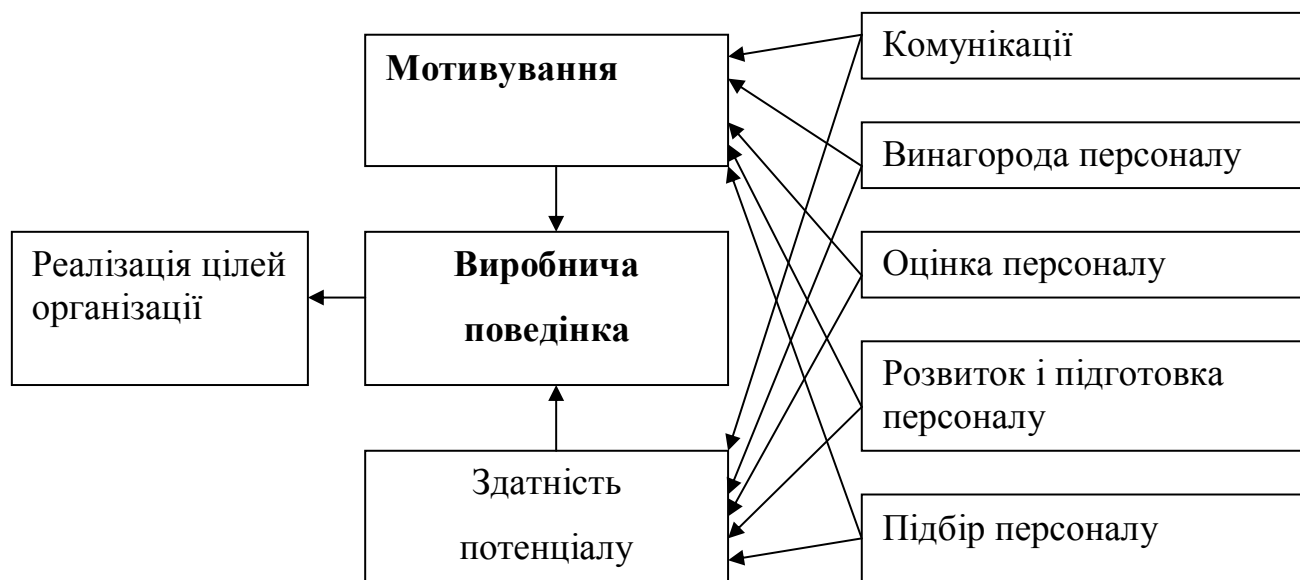 Комунікації
Мотивування
Винагорода персоналу
Реалізація цілей
організації
Виробнича
поведінка
Оцінка персоналу
Розвиток і підготовка
персоналу
Здатність
потенціалу
Підбір персоналу